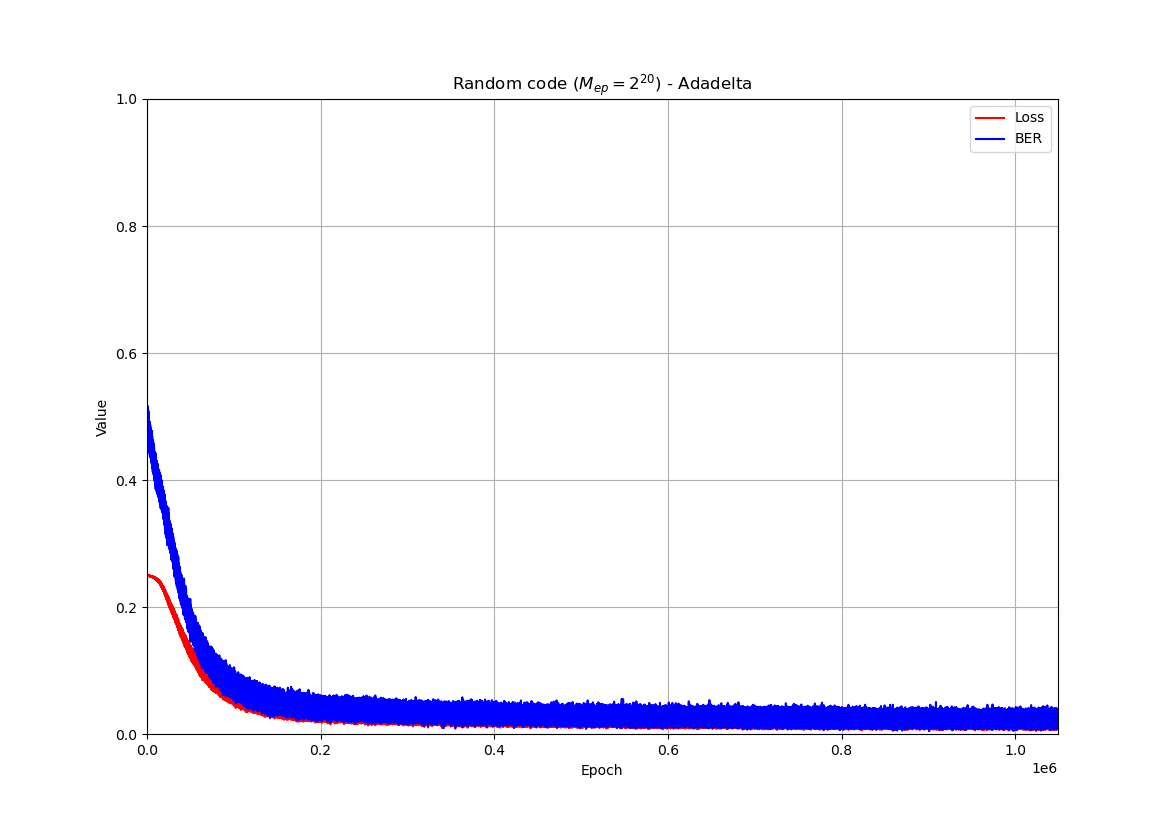 Random code ($M_{ep} = 2^{20}$) - Adadelta
Loss
BER
Value
1.0
0.8
0.6
0.4
0.2
0.0
0.0 0.2 0.4 0.6 0.8 1.0
1e6
Epoch